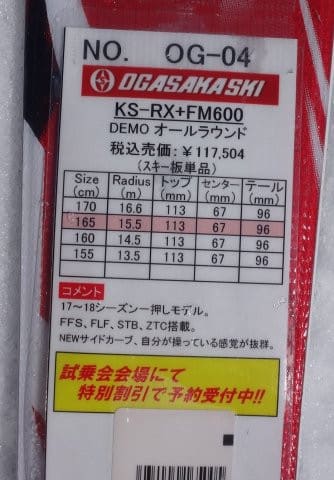 NO. OG-04
OGASAKA SKI
KS-RX+FM600
DEMO オールラウンド
税込売価:¥117,504
(スキー板単品)
Size (cm) Radius (m) トップ (mm) センター (mm) テール (mm)
170 16.6 113 67 96
165 15.5 113 67 96
160 14.5 113 67 96
155 13.5 113 67 96
コメント
17～18シーズン一押しモデル。
FFS、FLF、STB、ZTC搭載。
NEWサイドカーブ、自分が操っている感覚が抜群。
試乗会会場にて
特別割引で予約受付中!!